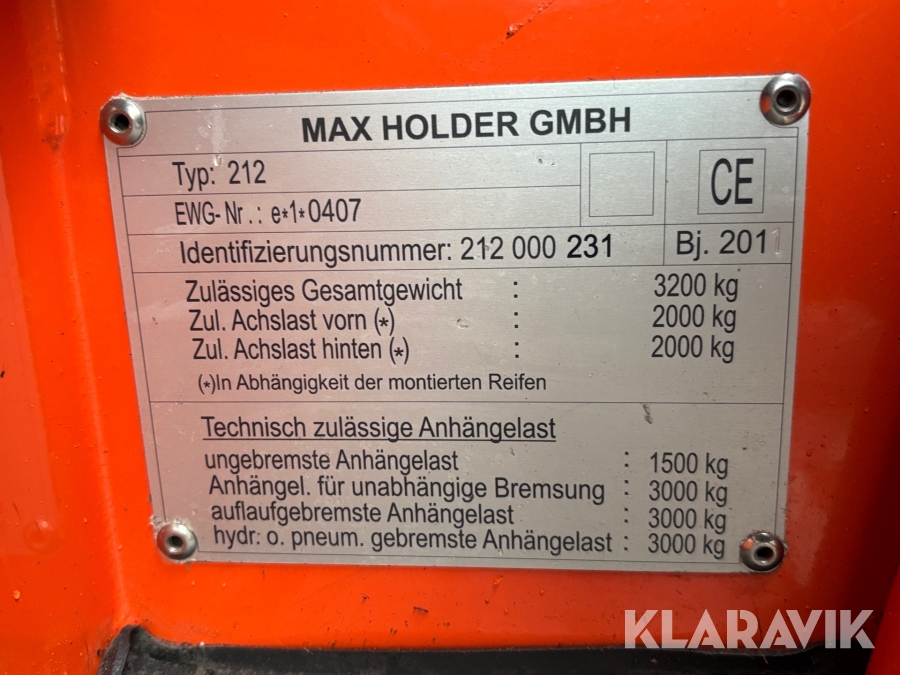 MAX HOLDER GMBH
Typ: 212
CE
EWG-Nr.: e*1*0407
Identifizierungsnummer: 212 000 231
Bj. 2011
Zulässiges Gesamtgewicht : 3200 kg
Zul. Achslast vorn (*) : 2000 kg
Zul. Achslast hinten (*) : 2000 kg
(*)In Abhängigkeit der montierten Reifen
Technisch zulässige Anhängelast
ungebremste Anhängelast : 1500 kg
Anhängel. für unabhängige Bremsung : 3000 kg
auflaufgebremste Anhängelast : 3000 kg
hydr. o. pneum. gebremste Anhängelast : 3000 kg
KLARAVIK